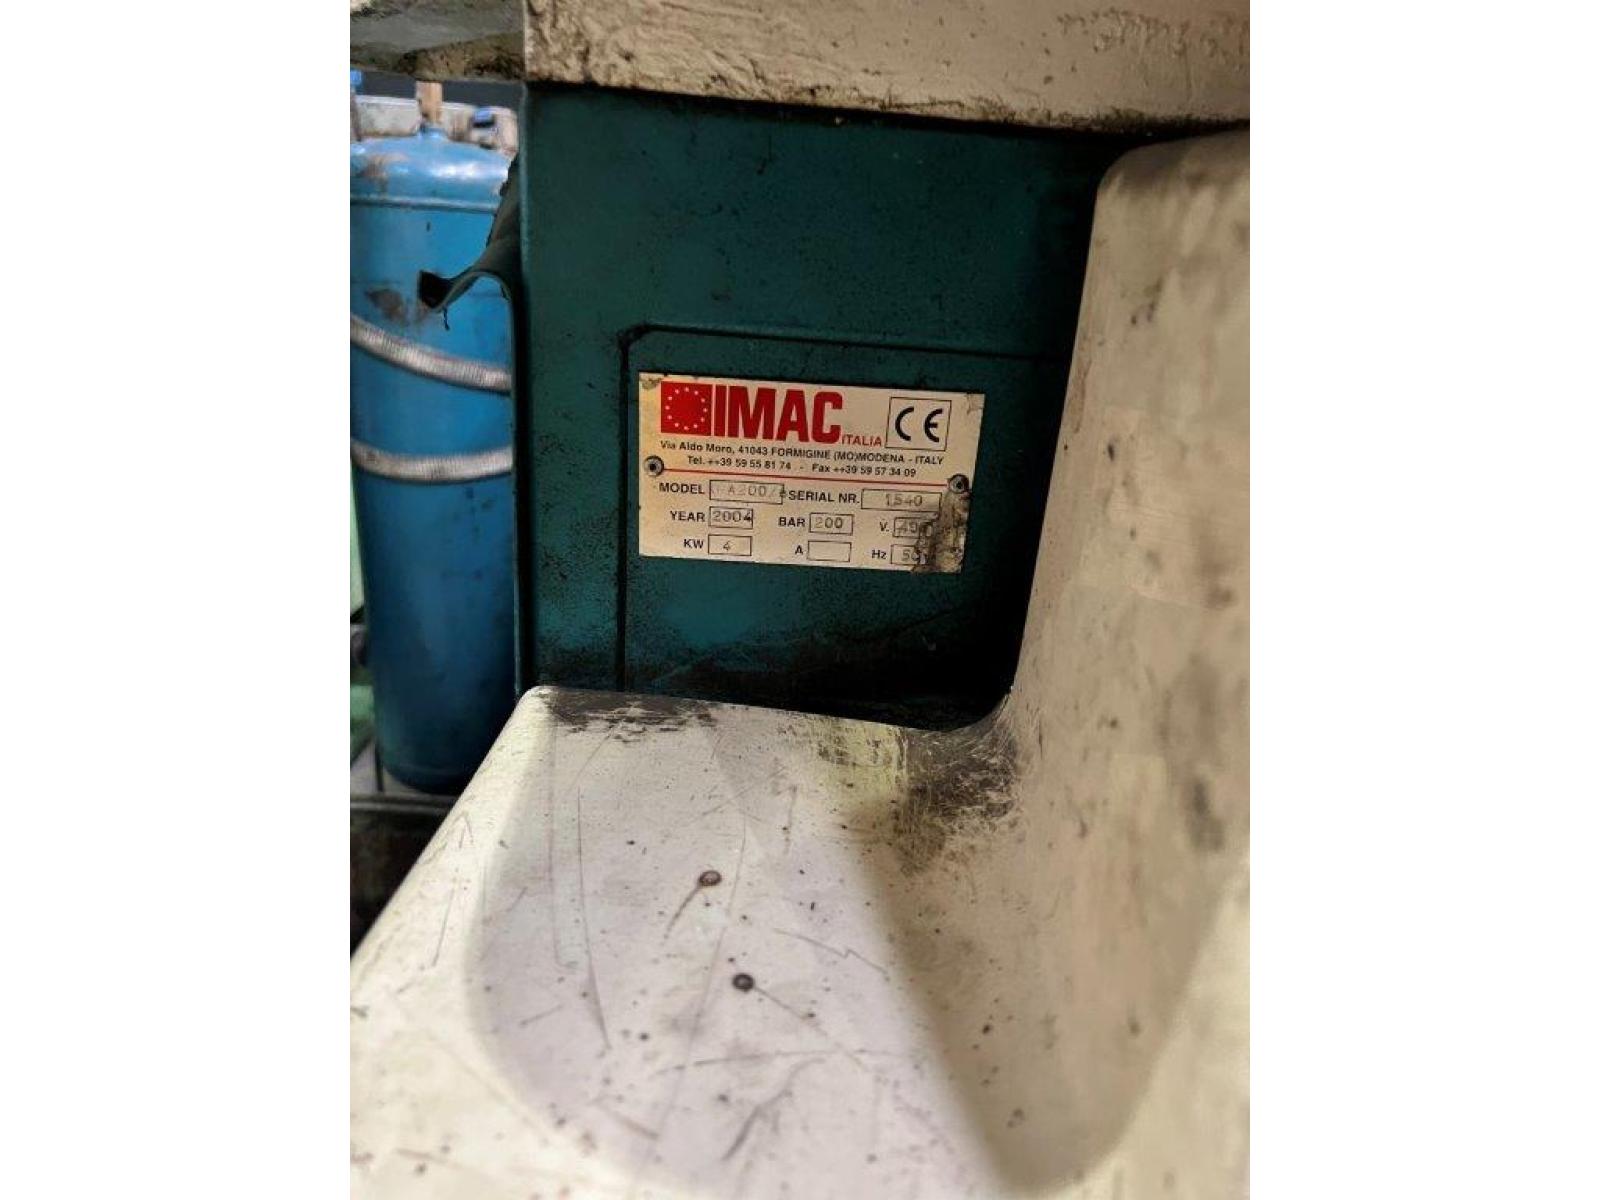 IMAC ITALIA CE
Via Aldo Moro, 41043 FORMIGINE (MO)MODENA - ITALY
Tel. ++39 59 55 81 74 - Fax ++39 59 57 34 09
MODEL SERIAL NR. 1540
YEAR 2004 BAR 200 V.
KW 4 A Hz 50